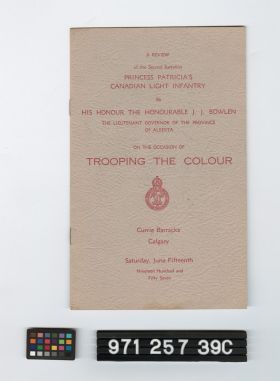 A REVIEW
of the Second Battalion
PRINCESS PATRICIA'S
CANADIAN LIGHT INFANTRY
by
HIS HONOUR THE HONOURABLE J. J. BOWLEN
THE LIEUTENANT GOVERNOR OF THE PROVINCE
OF ALBERTA
ON THE OCCASION OF
TROOPING THE COLOUR
Currie Barracks
Calgary
Saturday, June Fifteenth
Nineteen Hundred and
Fifty Seven
971 257 39C